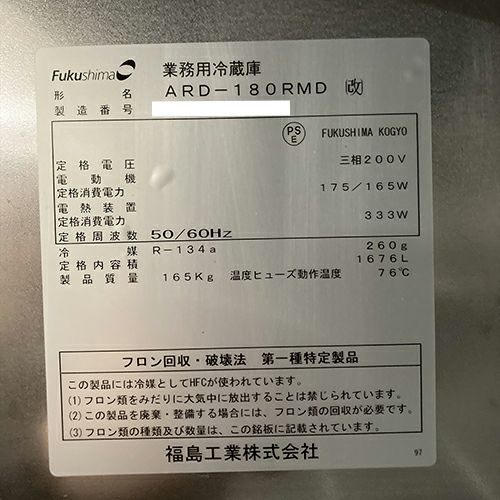 Fukushima 業務用冷蔵庫
形名 ARD-180RMD 改
製造番号
PSE FUKUSHIMA KOGYO
定格電圧 三相200V
電動機
定格消費電力 175/165W
電熱装置
定格消費電力 333W
定格周波数 50/60Hz
冷媒 R-134a 260g
定格内容積 1676L
製品質量 165Kg 温度ヒューズ動作温度 76℃
フロン回収・破壊法 第一種特定製品
この製品には冷媒としてHFCが使われています。
(1)フロン類をみだりに大気中に放出することは禁じられています。
(2)この製品を廃棄・整備する場合には、フロン類の回収が必要です。
(3)フロン類の種類及び数量は、この銘板に記載されています。
福島工業株式会社
97